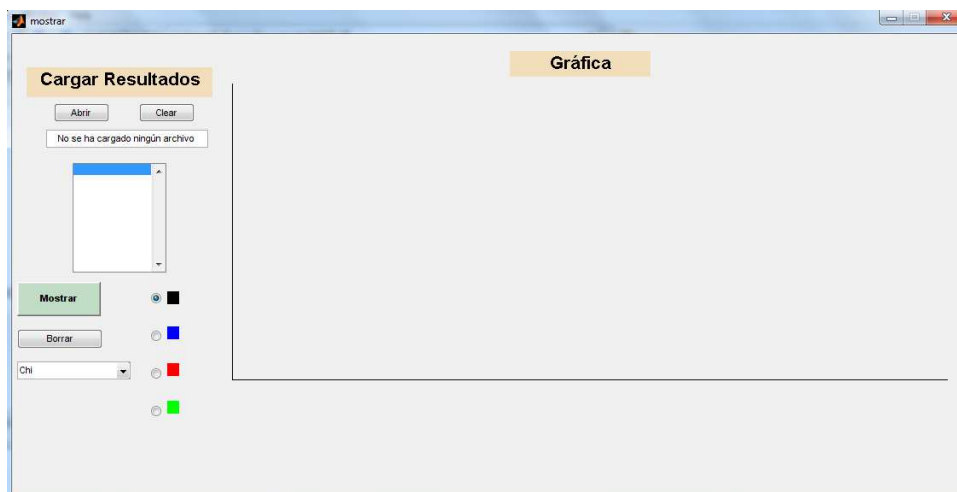 mostrar
Gráfica
Cargar Resultados
Abrir
Clear
No se ha cargado ningún archivo
Mostrar
Borrar
Chi